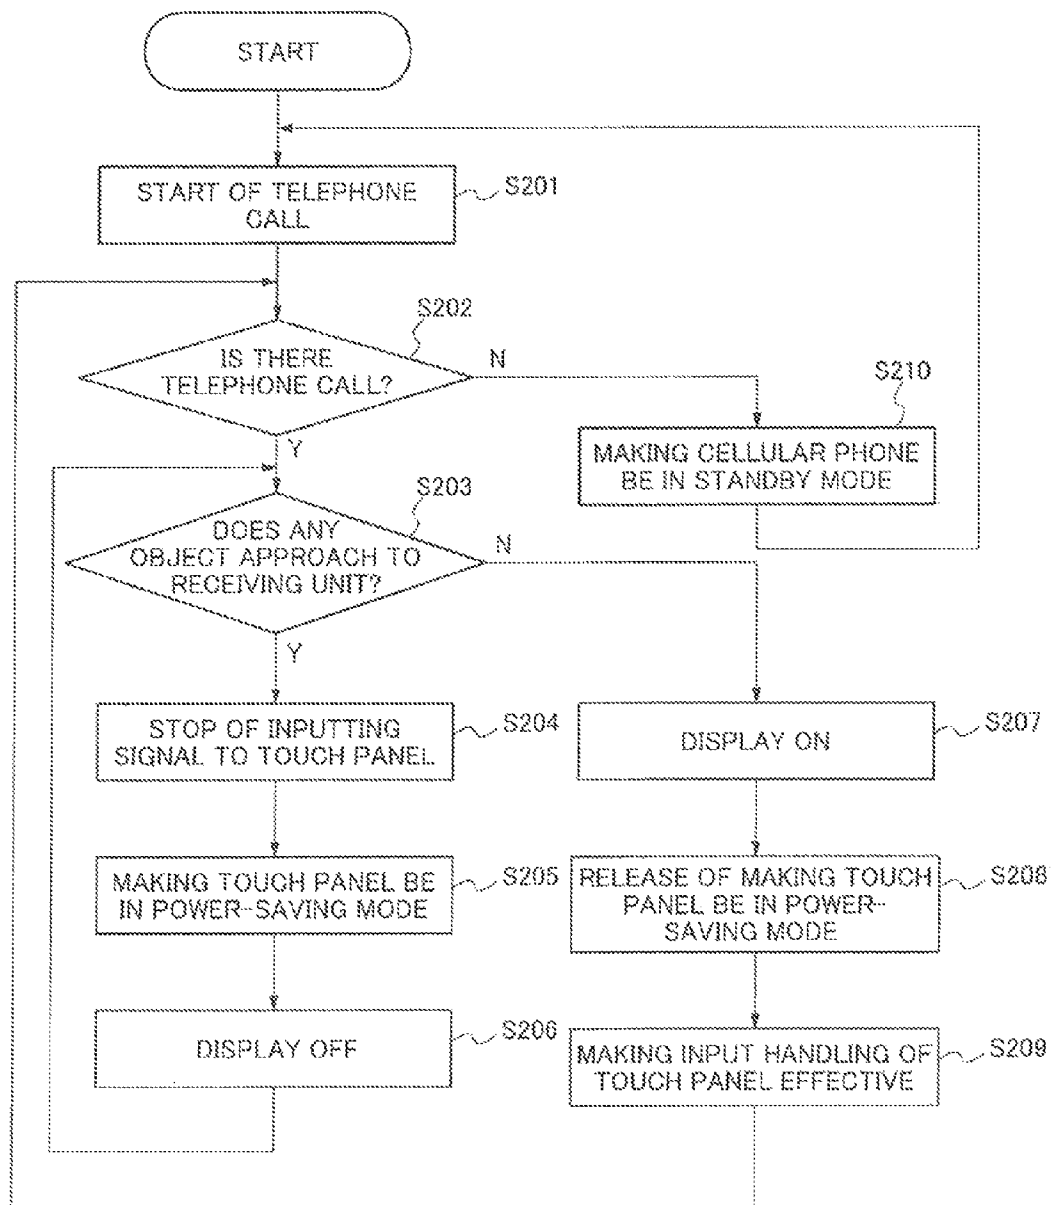 START
START OF TELEPHONE
CALL
S201
IS THERE
TELEPHONE CALL?
S202
N
Y
S210
MAKING CELLULAR PHONE
BE IN STANDBY MODE
S203
DOES ANY
OBJECT APPROACH TO
RECEIVING UNIT?
N
Y
STOP OF INPUTTING
SIGNAL TO TOUCH PANEL
S204
DISPLAY ON
S207
MAKING TOUCH PANEL BE
IN POWER-SAVING MODE
S205
RELEASE OF MAKING TOUCH
PANEL BE IN POWER-
SAVING MODE
S208
DISPLAY OFF
S206
MAKING INPUT HANDLING OF
TOUCH PANEL EFFECTIVE
S209